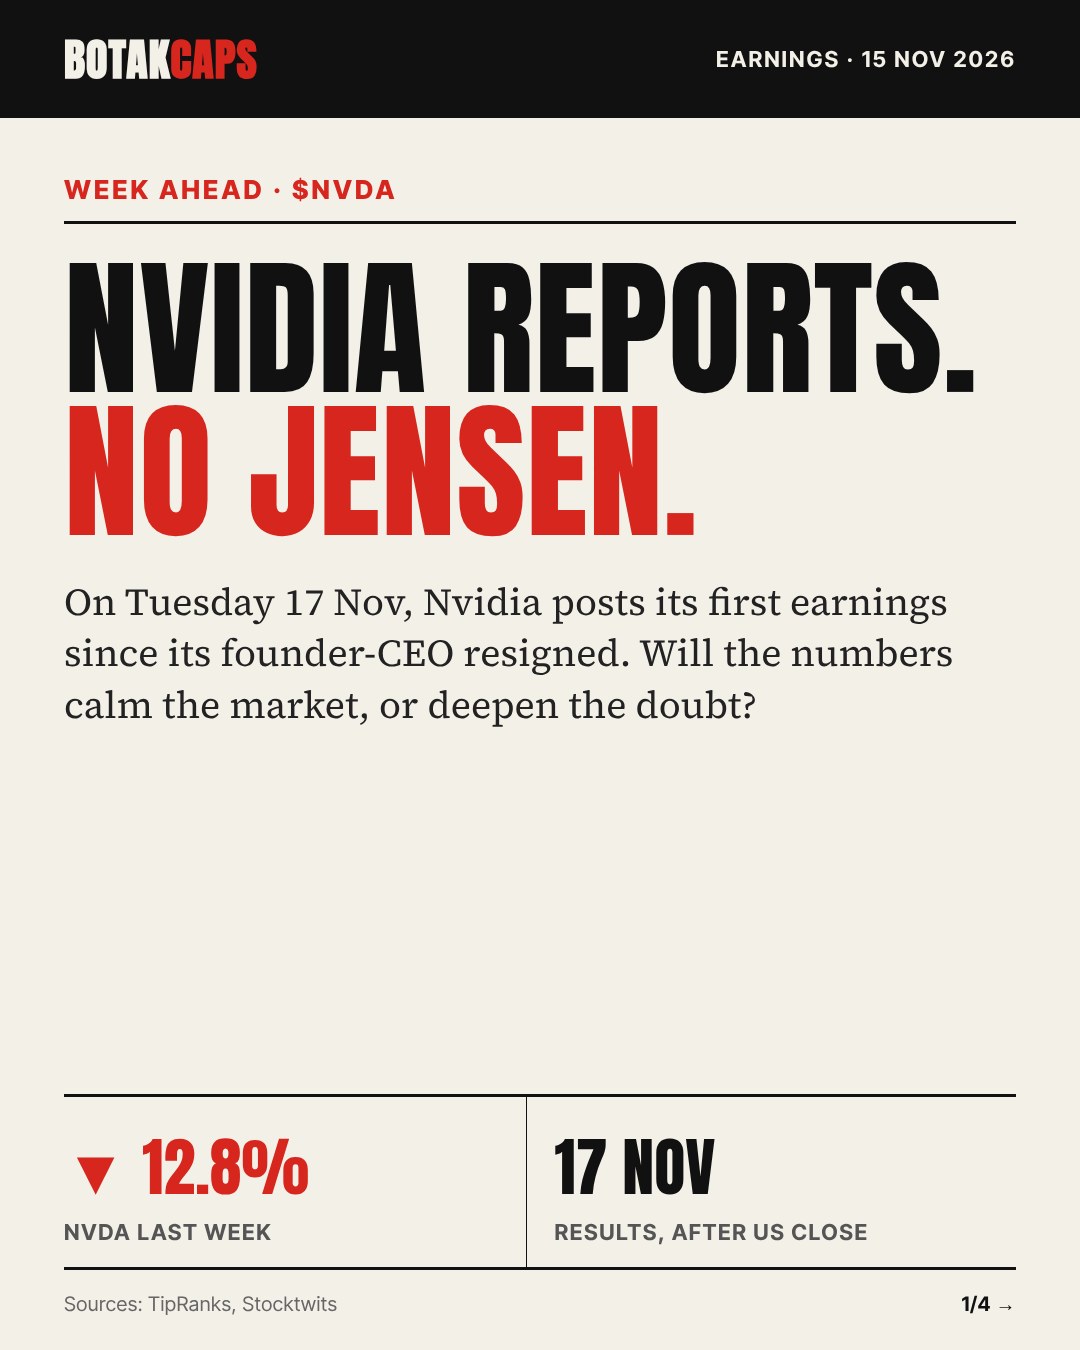 BOTAKCAPS
EARNINGS · 15 NOV 2026
WEEK AHEAD · $NVDA
NVIDIA REPORTS.
NO JENSEN.
On Tuesday 17 Nov, Nvidia posts its first earnings
since its founder-CEO resigned. Will the numbers
calm the market, or deepen the doubt?
▼ 12.8%
NVDA LAST WEEK
17 NOV
RESULTS, AFTER US CLOSE
Sources: TipRanks, Stocktwits
1/4 →